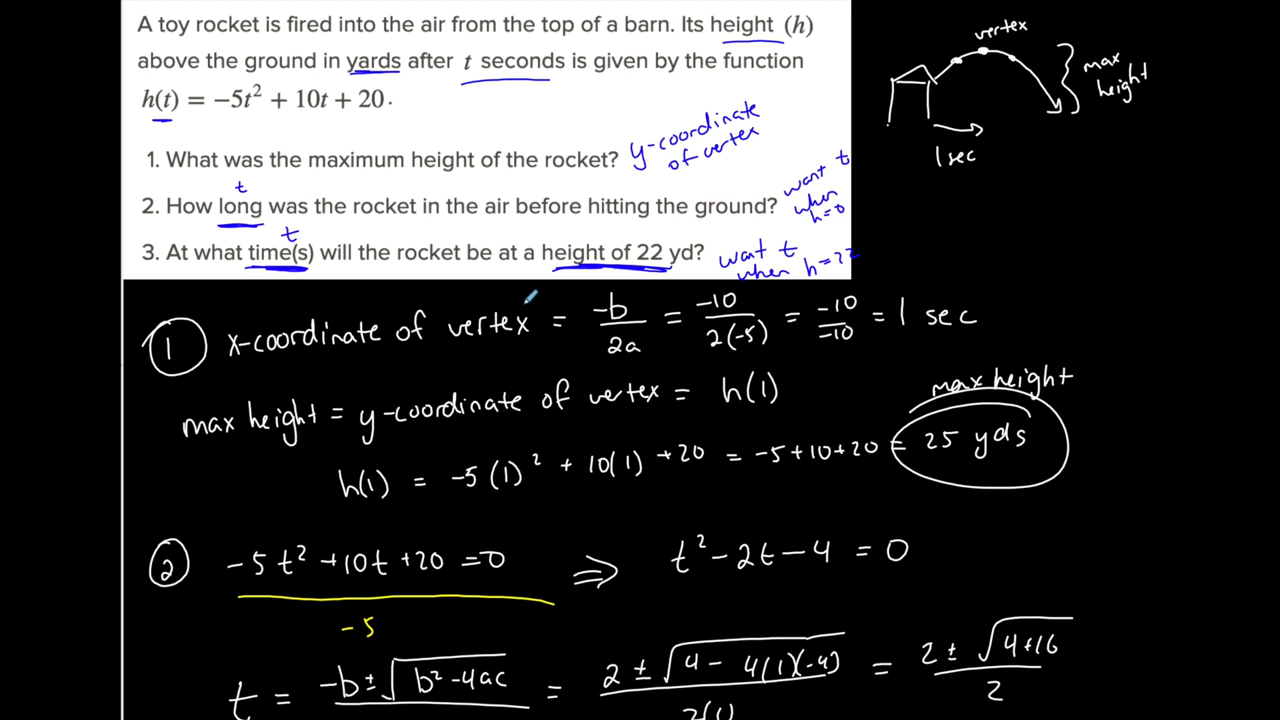 A toy rocket is fired into the air from the top of a barn. Its height (h)
above the ground in yards after t seconds is given by the function
h(t) = −5t² + 10t + 20.
1. What was the maximum height of the rocket?
y-coordinate
of vertex
t
2. How long was the rocket in the air before hitting the ground?
want t
when
h=0
t
3. At what time(s) will the rocket be at a height of 22 yd?
want t
when h=22
vertex
max
height
1 sec
1 x-coordinate of vertex = -b/2a = -10/2(-5) = -10/-10 = 1 sec
max height = y-coordinate of vertex = h(1)
max height
h(1) = -5(1)² + 10(1) +20 = -5+10+20 = 25 yds
2 -5t² +10t +20 =0 ⇒ t² -2t -4 = 0
-5
t = -b ± √b²-4ac = 2 ± √4 - 4(1)(-4) / 2(1) = 2 ± √4+16 / 2